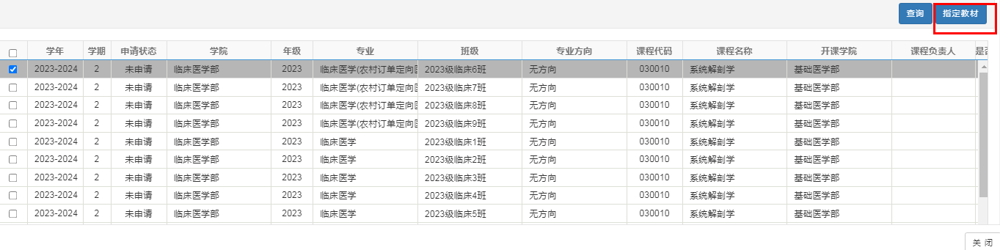 查询 指定教材
学年 学期 申请状态 学院 年级 专业 班级 专业方向 课程代码 课程名称 开课学院 课程负责人
2023-2024 2 未申请 临床医学部 2023 临床医学(农村订单定向 2023级临床6班 无方向 030010 系统解剖学 基础医学部
2023-2024 2 未申请 临床医学部 2023 临床医学(农村订单定向 2023级临床7班 无方向 030010 系统解剖学 基础医学部
2023-2024 2 未申请 临床医学部 2023 临床医学(农村订单定向 2023级临床8班 无方向 030010 系统解剖学 基础医学部
2023-2024 2 未申请 临床医学部 2023 临床医学(农村订单定向 2023级临床9班 无方向 030010 系统解剖学 基础医学部
2023-2024 2 未申请 临床医学部 2023 临床医学 2023级临床1班 无方向 030010 系统解剖学 基础医学部
2023-2024 2 未申请 临床医学部 2023 临床医学 2023级临床2班 无方向 030010 系统解剖学 基础医学部
2023-2024 2 未申请 临床医学部 2023 临床医学 2023级临床3班 无方向 030010 系统解剖学 基础医学部
2023-2024 2 未申请 临床医学部 2023 临床医学 2023级临床4班 无方向 030010 系统解剖学 基础医学部
2023-2024 2 未申请 临床医学部 2023 临床医学 2023级临床5班 无方向 030010 系统解剖学 基础医学部
关 闭